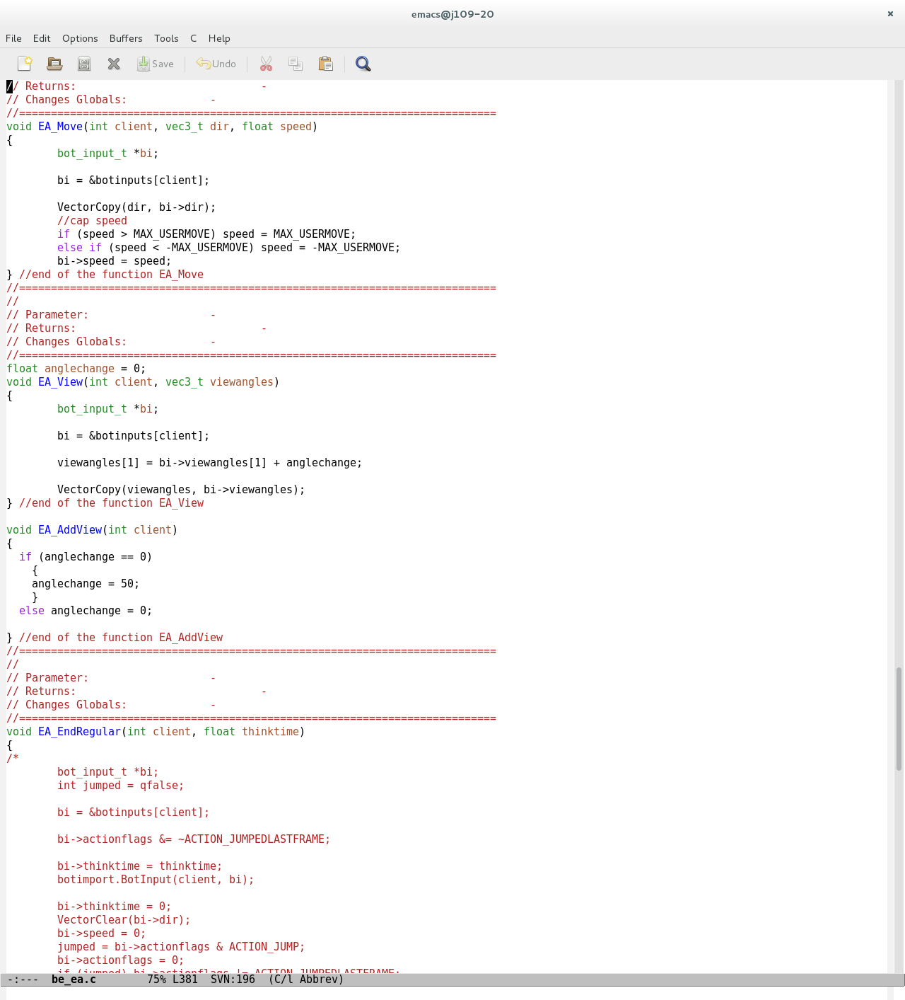 emacs@j109-20
File Edit Options Buffers Tools C Help
Save Undo
// Returns:                             -
// Changes Globals:             -
//===========================================================================
void EA_Move(int client, vec3_t dir, float speed)
{
        bot_input_t *bi;

        bi = &botinputs[client];

        VectorCopy(dir, bi->dir);
        //cap speed
        if (speed > MAX_USERMOVE) speed = MAX_USERMOVE;
        else if (speed < -MAX_USERMOVE) speed = -MAX_USERMOVE;
        bi->speed = speed;
} //end of the function EA_Move
//===========================================================================
//
// Parameter:                   -
// Returns:                             -
// Changes Globals:             -
//===========================================================================
float anglechange = 0;
void EA_View(int client, vec3_t viewangles)
{
        bot_input_t *bi;

        bi = &botinputs[client];

        viewangles[1] = bi->viewangles[1] + anglechange;

        VectorCopy(viewangles, bi->viewangles);
} //end of the function EA_View

void EA_AddView(int client)
{
  if (anglechange == 0)
    {
    anglechange = 50;
    }
  else anglechange = 0;

} //end of the function EA_AddView
//===========================================================================
//
// Parameter:                   -
// Returns:                             -
// Changes Globals:             -
//===========================================================================
void EA_EndRegular(int client, float thinktime)
{
/*
        bot_input_t *bi;
        int jumped = qfalse;

        bi = &botinputs[client];

        bi->actionflags &= ~ACTION_JUMPEDLASTFRAME;

        bi->thinktime = thinktime;
        botimport.BotInput(client, bi);

        bi->thinktime = 0;
        VectorClear(bi->dir);
        bi->speed = 0;
        jumped = bi->actionflags & ACTION_JUMP;
        bi->actionflags = 0;
        if (jumped) bi->actionflags |= ACTION_JUMPEDLASTFRAME;
-:---  be_ea.c        75% L381  SVN:196  (C/l Abbrev)